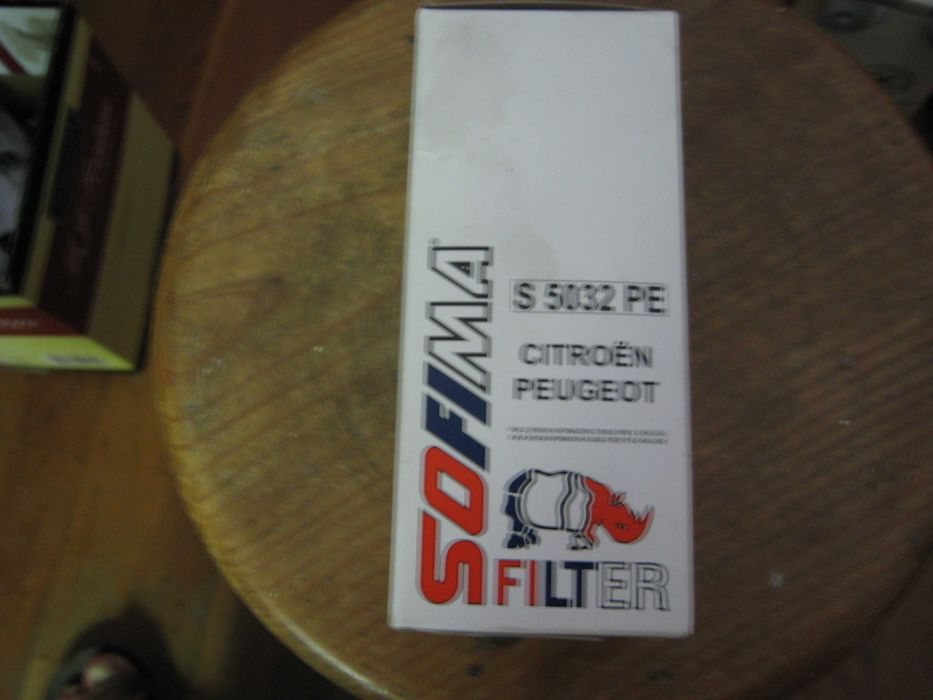 SOFIMA
S 5032 PE
CITROËN
PEUGEOT
FILTER